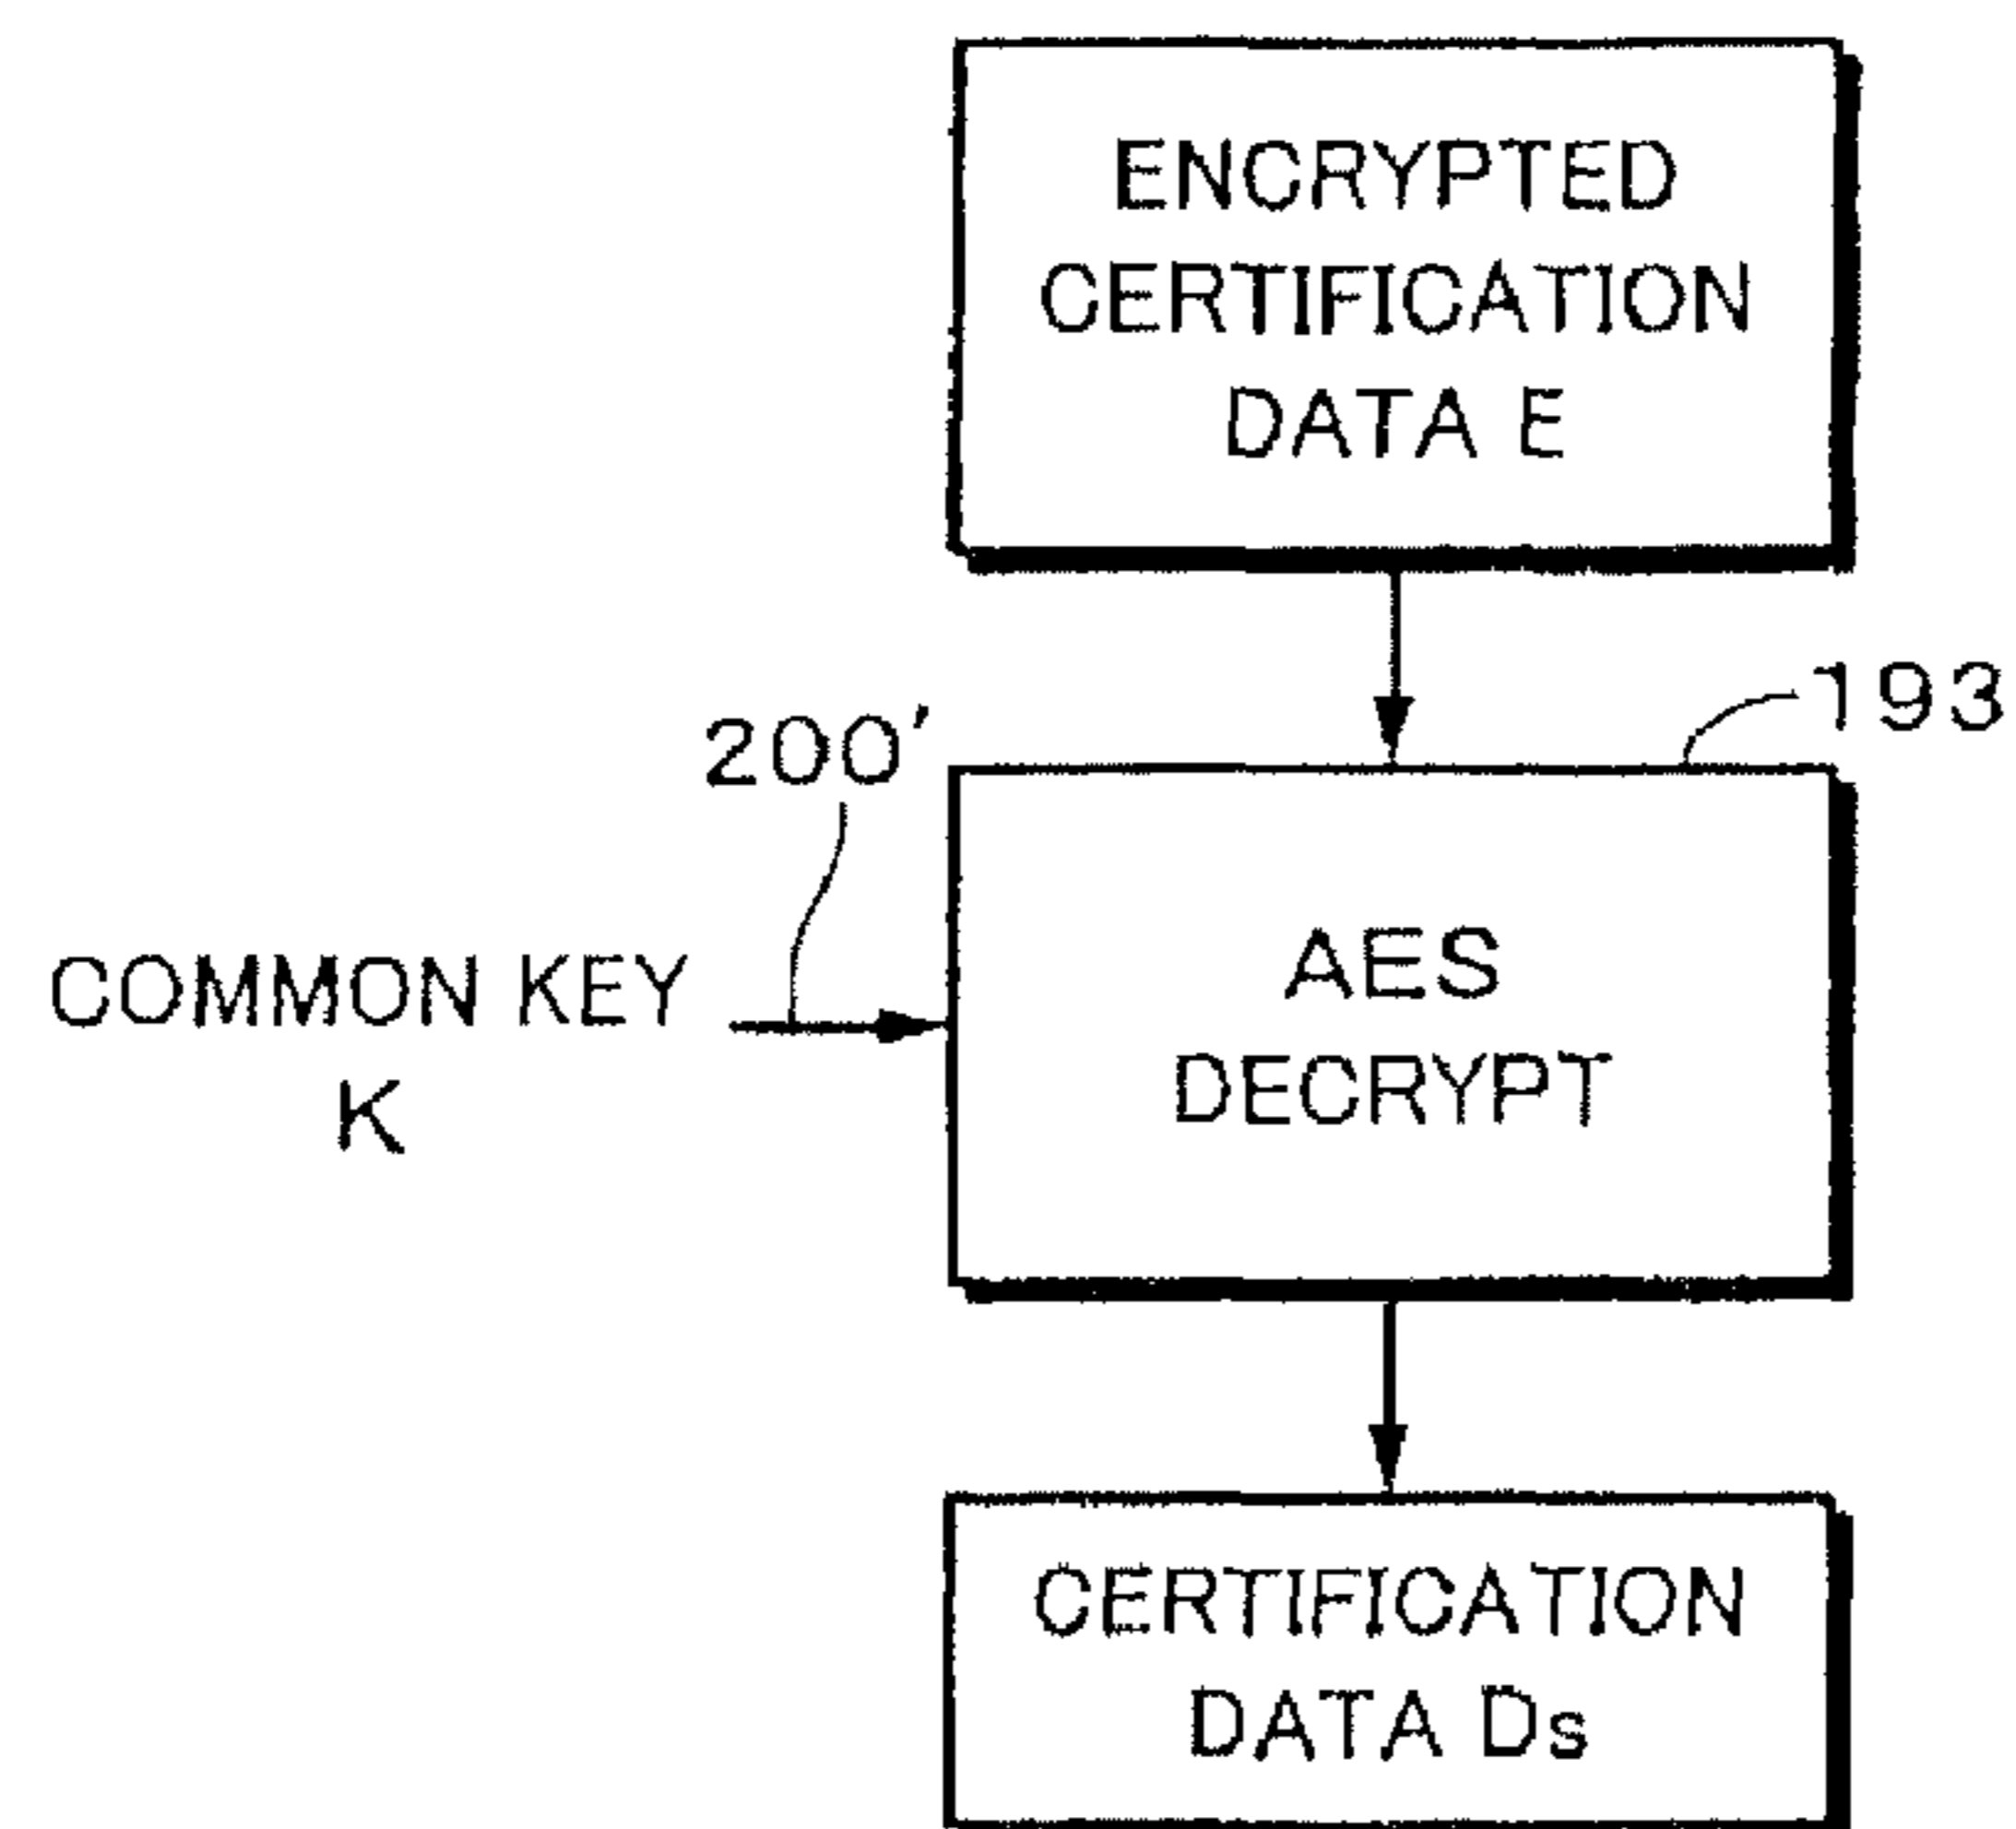 ENCRYPTED
CERTIFICATION
DATA E
193
200'
COMMON KEY
K
AES
DECRYPT
CERTIFICATION
DATA Ds